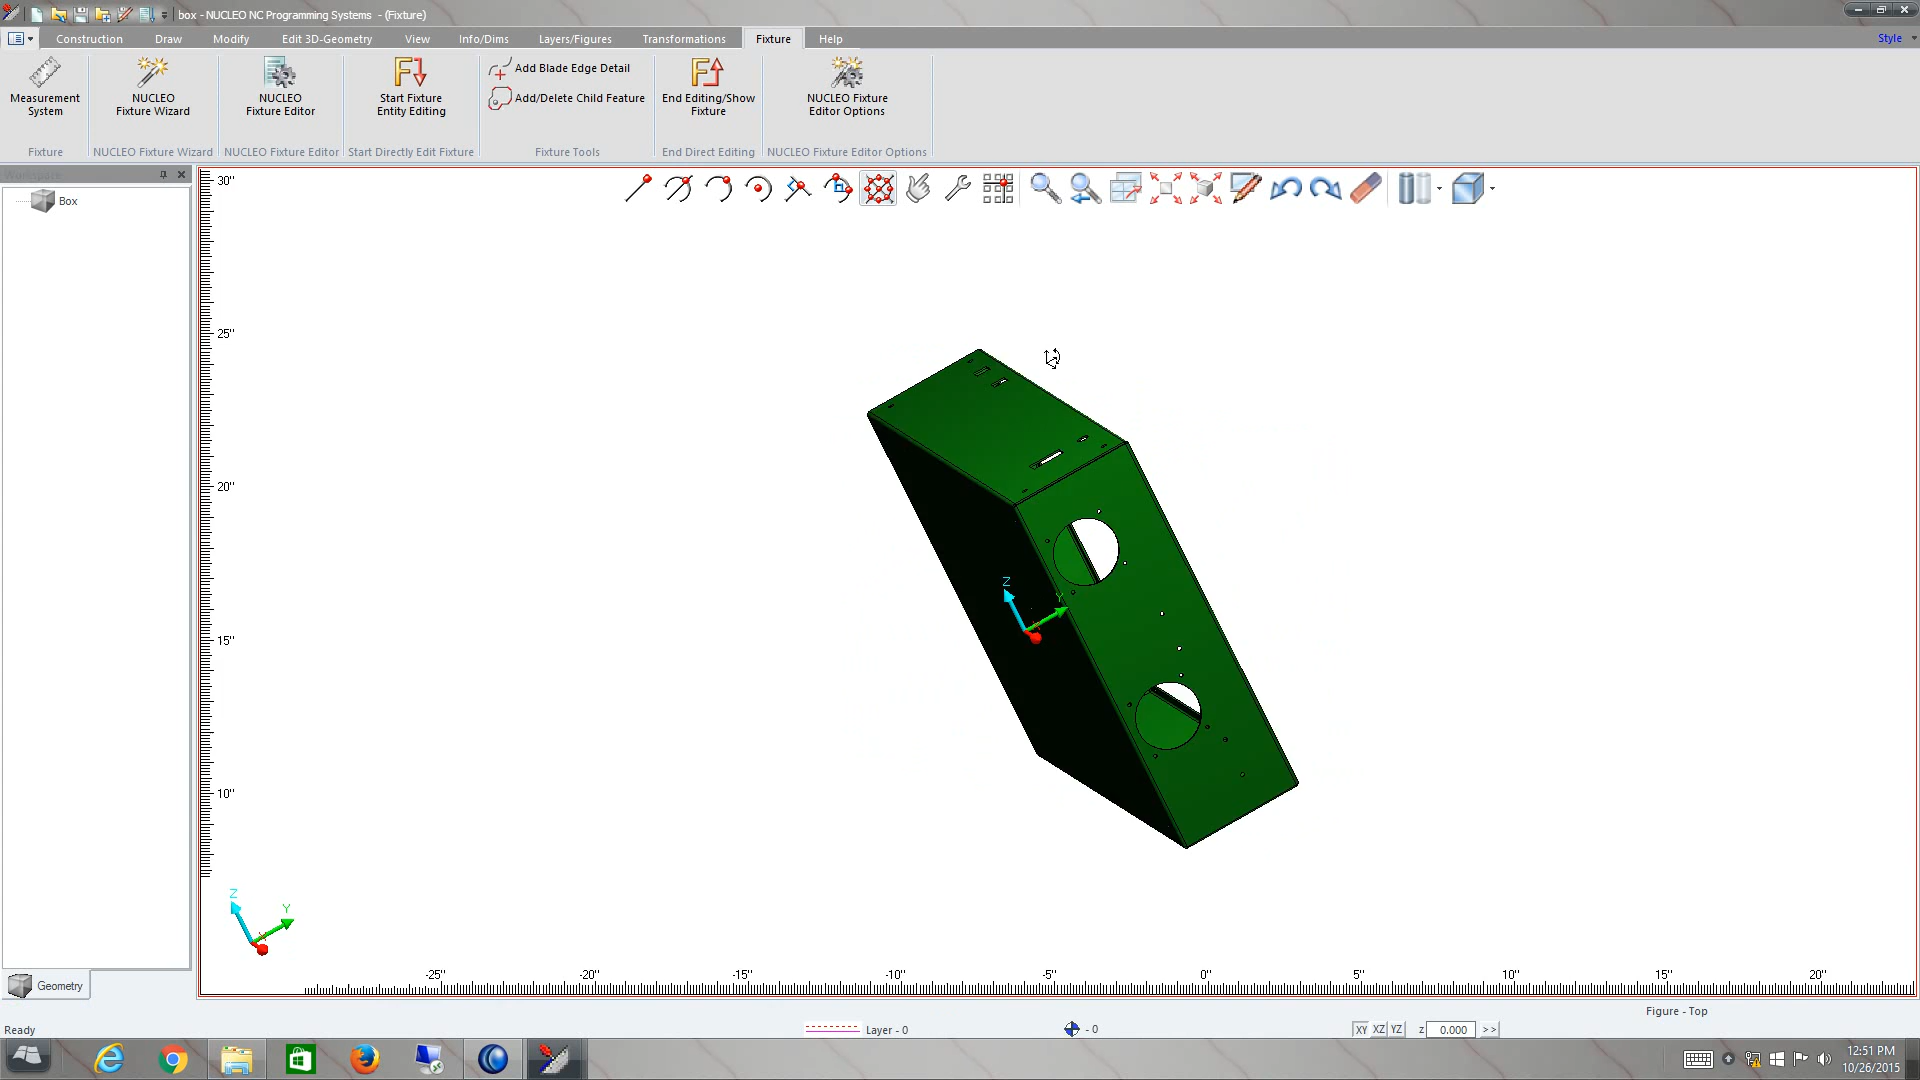 box - NUCLEO NC Programming Systems - (Fixture)
Construction Draw Modify Edit 3D-Geometry View Info/Dims Layers/Figures Transformations Fixture Help Style
Measurement System
NUCLEO Fixture Wizard
NUCLEO Fixture Editor
Start Fixture Entity Editing
Add Blade Edge Detail
Add/Delete Child Feature
End Editing/Show Fixture
NUCLEO Fixture Editor Options
Fixture NUCLEO Fixture Wizard NUCLEO Fixture Editor Start Directly Edit Fixture Fixture Tools End Direct Editing NUCLEO Fixture Editor Options
Workspace
Box
30"
25"
20"
15"
10"
Z
Y
Z
Y
X
-25" -20" -15" -10" -5" 0" 5" 10" 15" 20"
Geometry
Figure - Top
Ready Layer - 0 - 0 XY XZ YZ z 0.000 >>
12:51 PM
10/26/2015